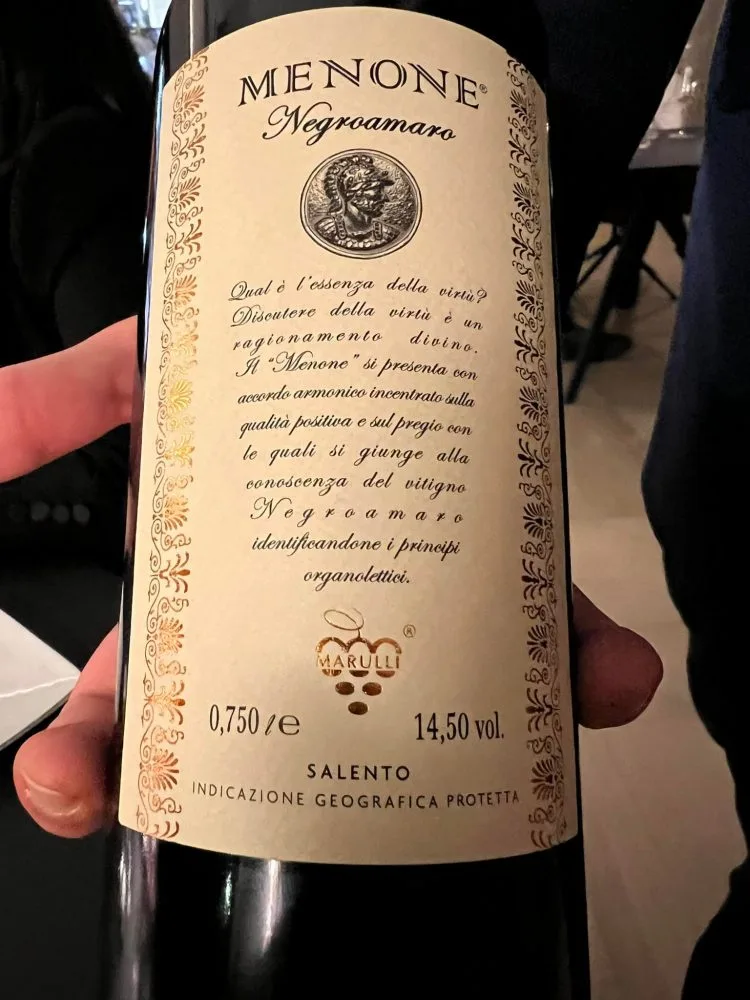 MENONE®
Negroamaro
Qual è l'essenza della virtù?
Discutere della virtù è un
ragionamento divino.
Il "Menone" si presenta con
accordo armonico incentrato sulla
qualità positiva e sul pregio con
le quali si giunge alla
conoscenza del vitigno
Negroamaro
identificandone i principi
organolettici.
®
MARULLI
0,750 l e 14,50 vol.
SALENTO
INDICAZIONE GEOGRAFICA PROTETTA